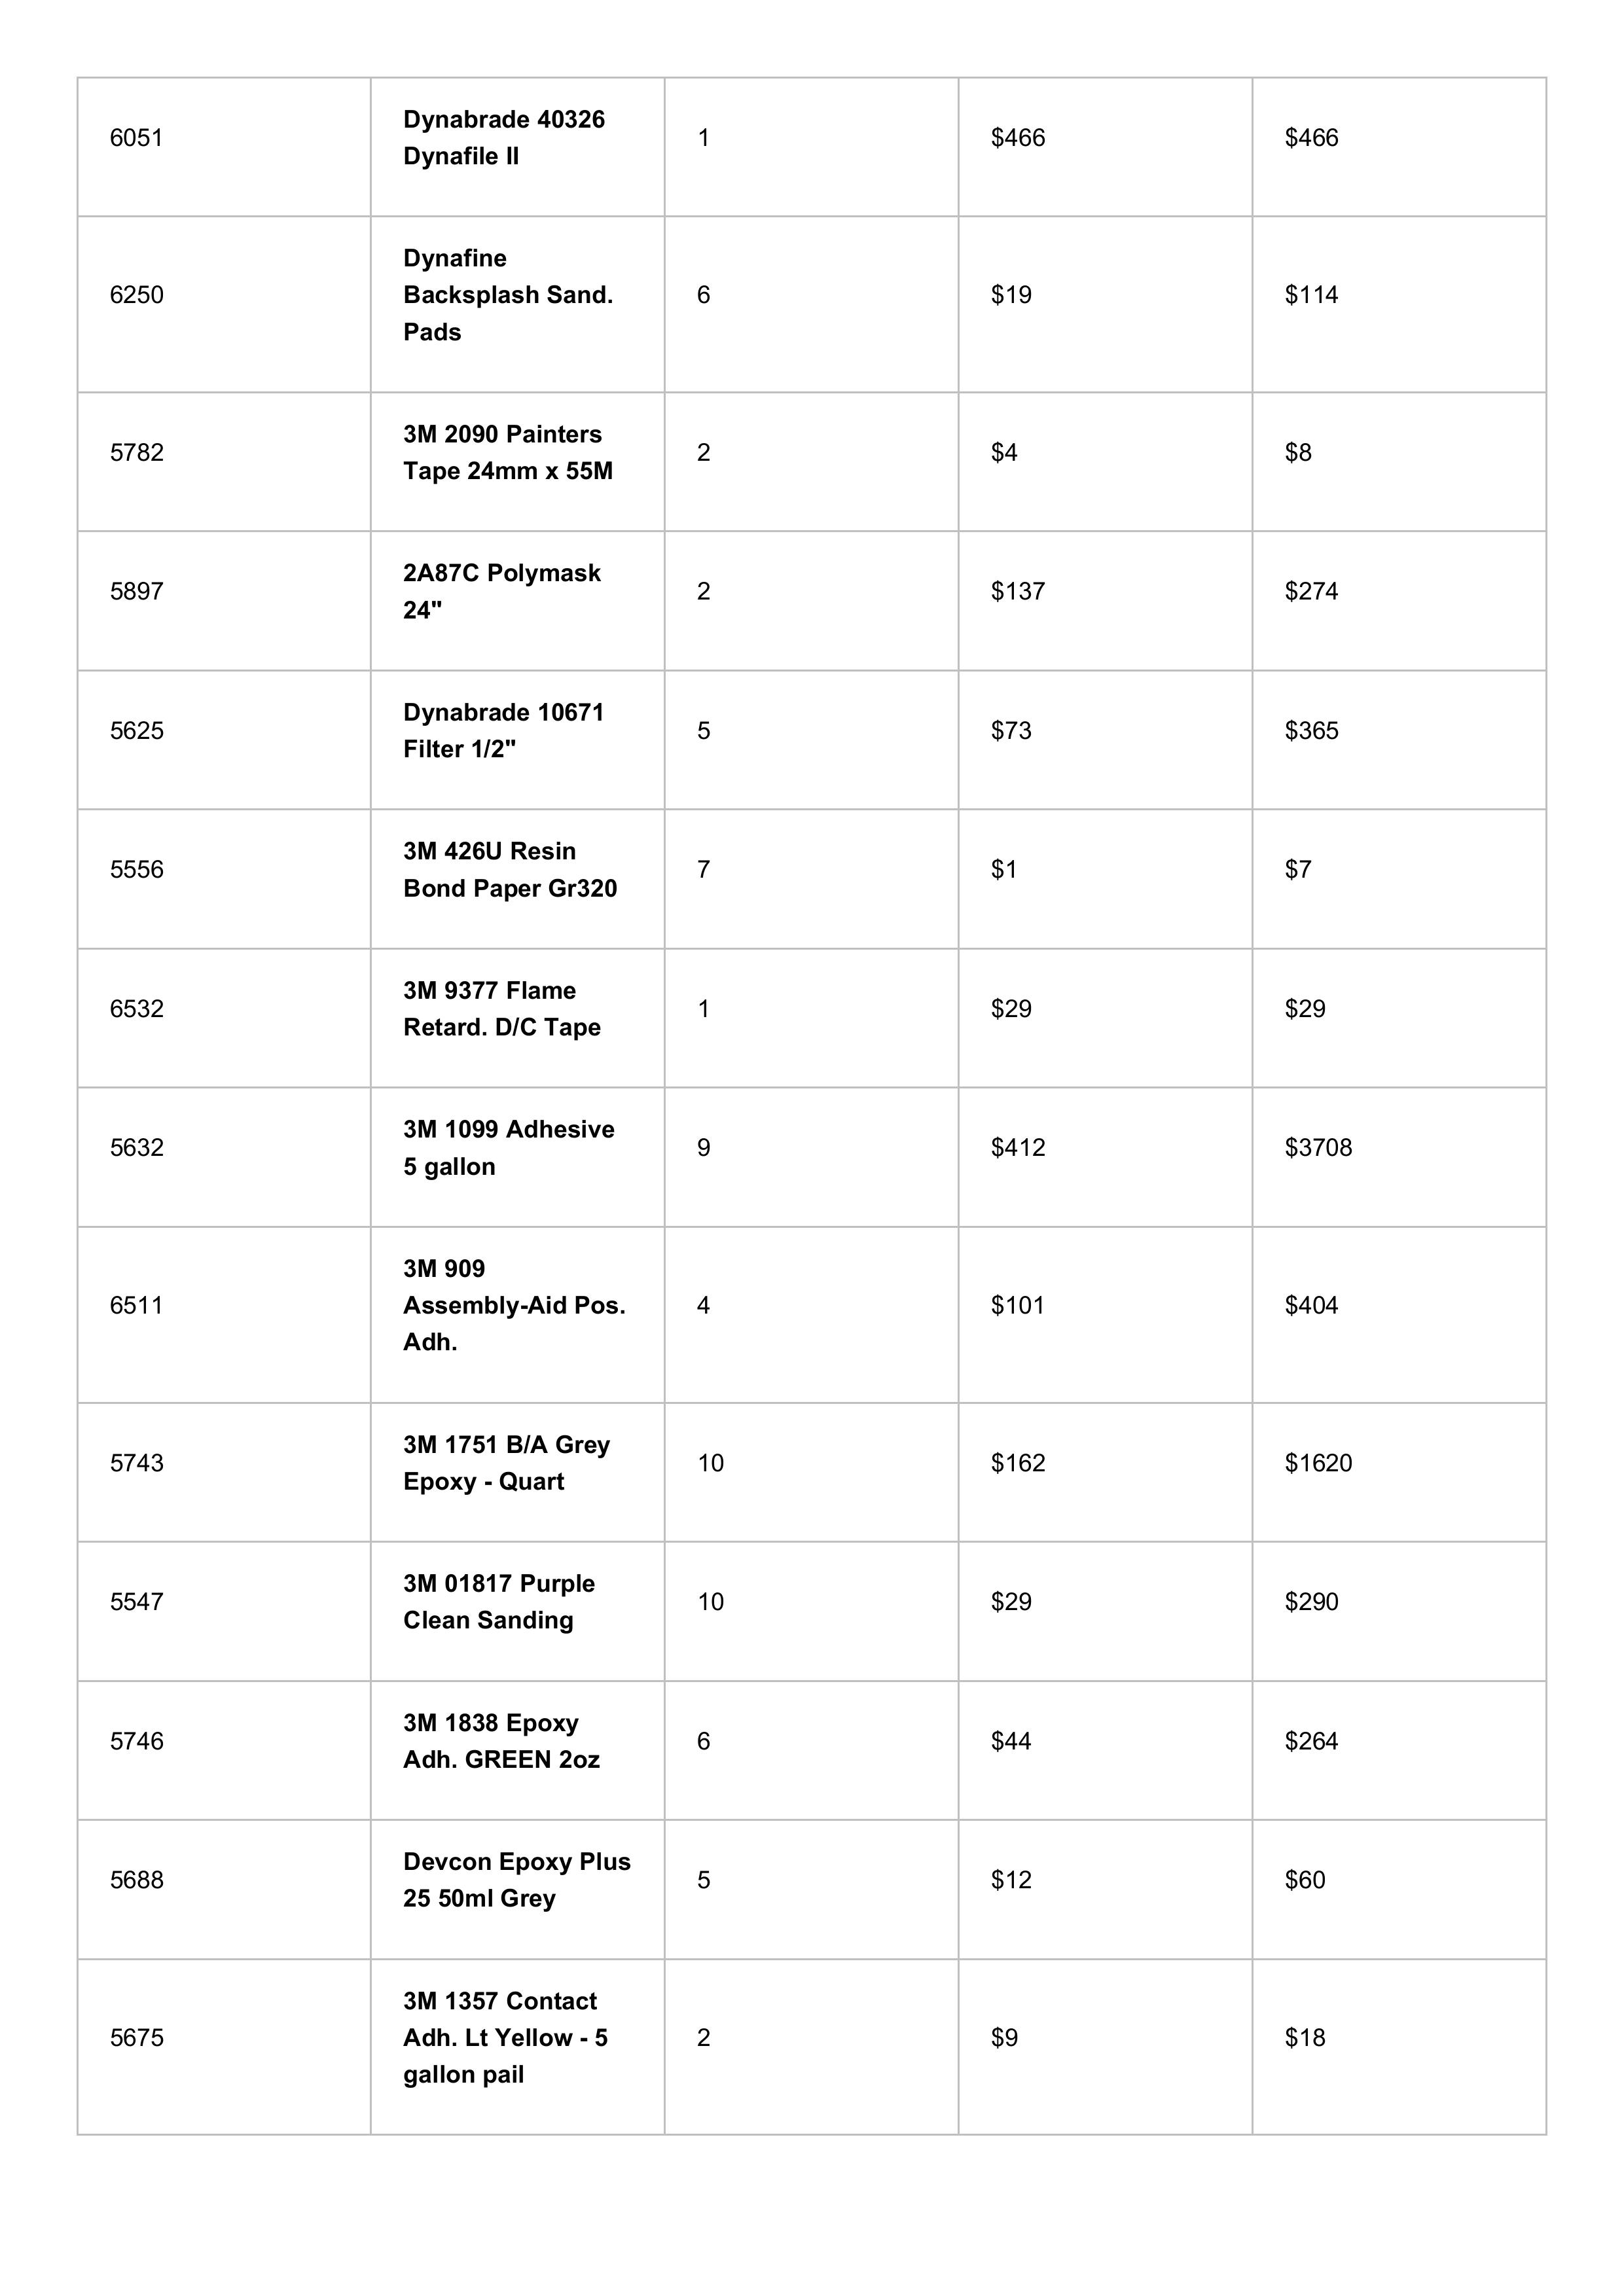 6051
Dynabrade 40326
Dynafile II
1
$466
$466
6250
Dynafine
Backsplash Sand.
Pads
6
$19
$114
5782
3M 2090 Painters
Tape 24mm x 55M
2
$4
$8
5897
2A87C Polymask
24"
2
$137
$274
5625
Dynabrade 10671
Filter 1/2"
5
$73
$365
5556
3M 426U Resin
Bond Paper Gr320
7
$1
$7
6532
3M 9377 Flame
Retard. D/C Tape
1
$29
$29
5632
3M 1099 Adhesive
5 gallon
9
$412
$3708
6511
3M 909
Assembly-Aid Pos.
Adh.
4
$101
$404
5743
3M 1751 B/A Grey
Epoxy - Quart
10
$162
$1620
5547
3M 01817 Purple
Clean Sanding
10
$29
$290
5746
3M 1838 Epoxy
Adh. GREEN 2oz
6
$44
$264
5688
Devcon Epoxy Plus
25 50ml Grey
5
$12
$60
5675
3M 1357 Contact
Adh. Lt Yellow - 5
gallon pail
2
$9
$18